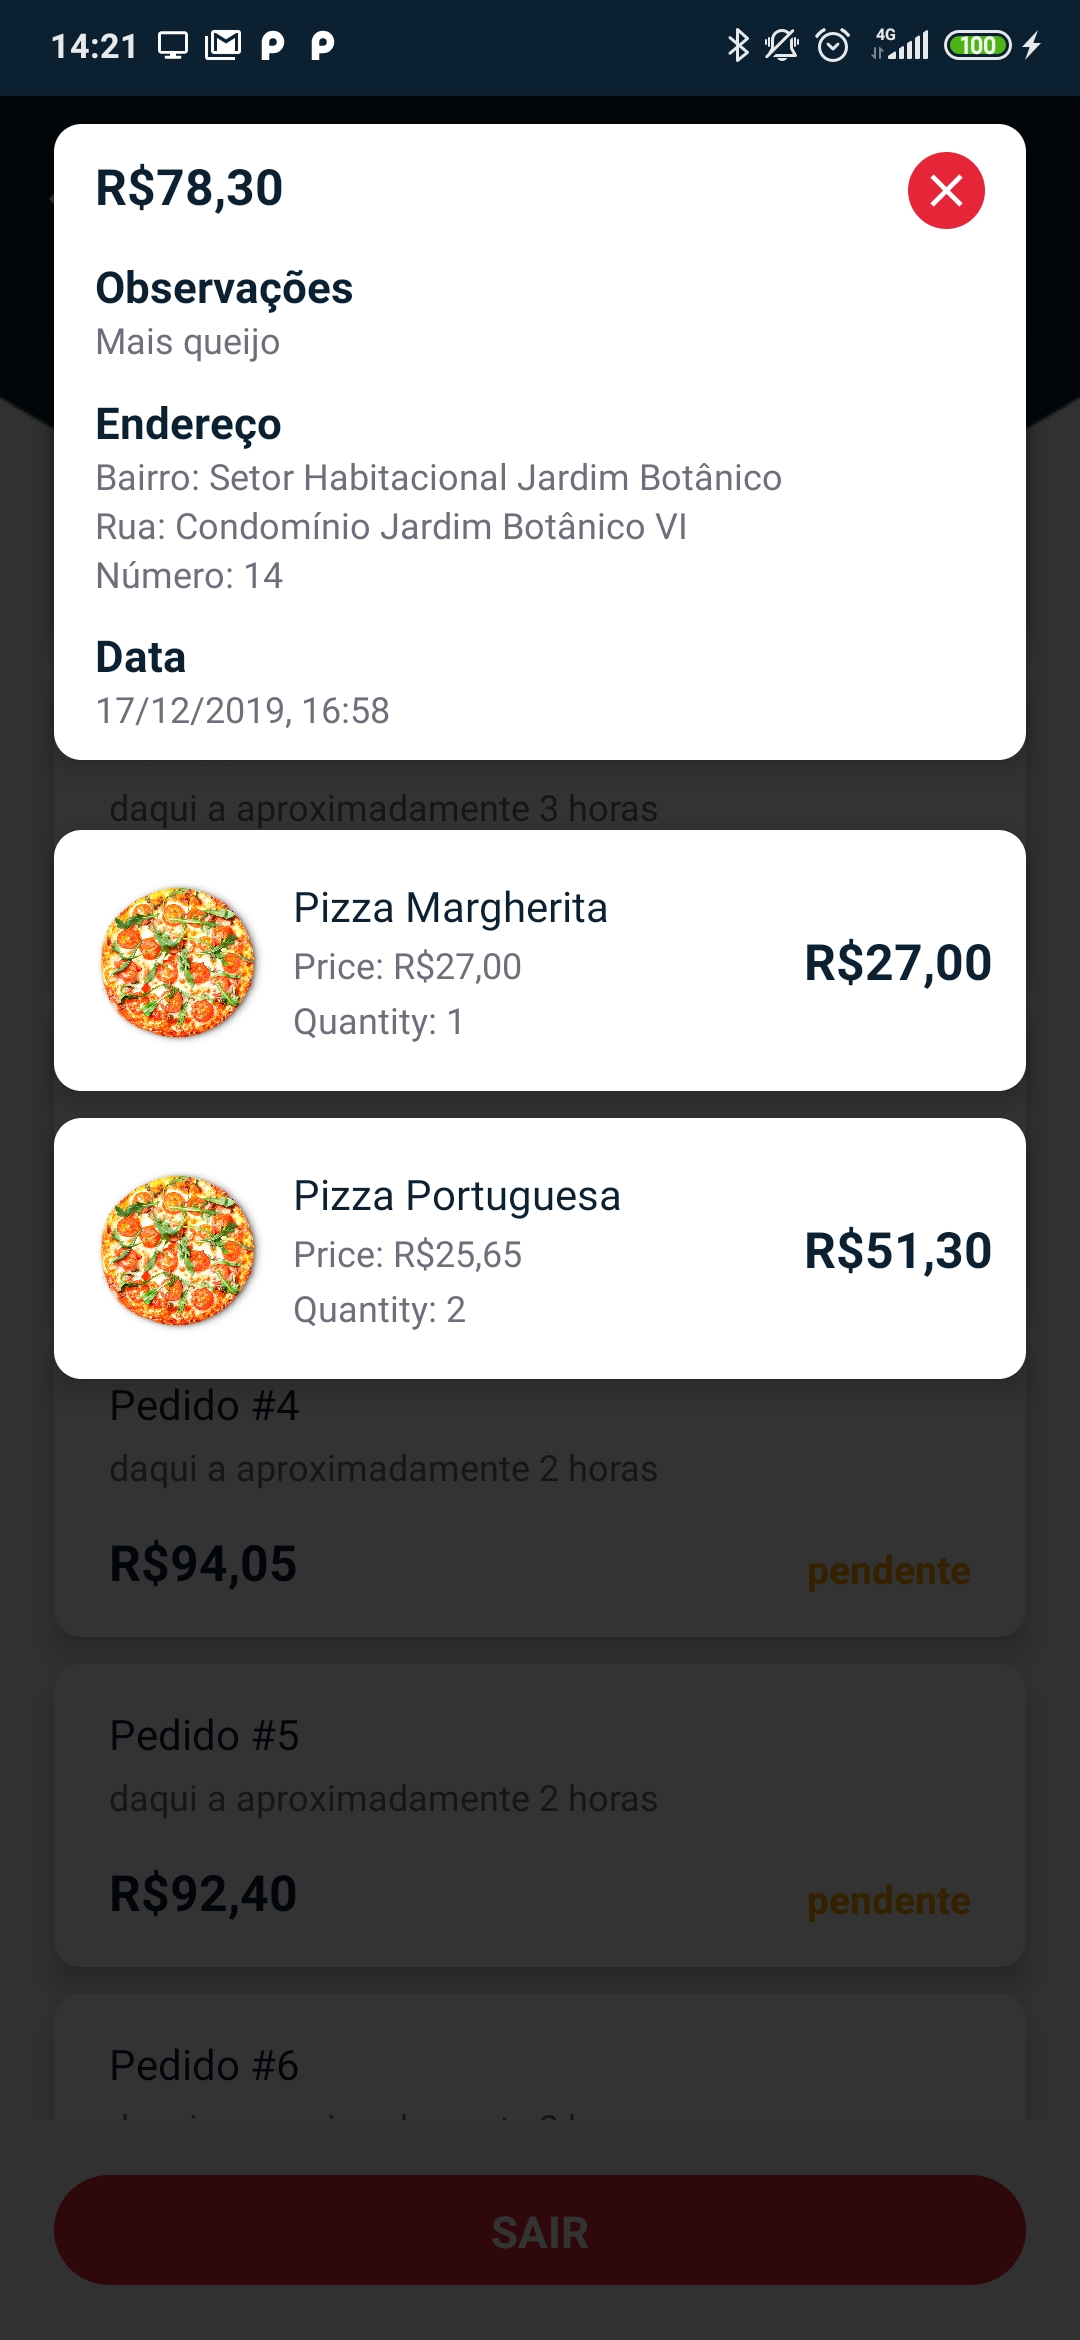 14:21
4G
100
R$78,30
Observações
Mais queijo
Endereço
Bairro: Setor Habitacional Jardim Botânico
Rua: Condomínio Jardim Botânico VI
Número: 14
Data
17/12/2019, 16:58
daqui a aproximadamente 3 horas
Pizza Margherita
Price: R$27,00
Quantity: 1
R$27,00
Pizza Portuguesa
Price: R$25,65
Quantity: 2
R$51,30
Pedido #4
daqui a aproximadamente 2 horas
R$94,05
pendente
Pedido #5
daqui a aproximadamente 2 horas
R$92,40
pendente
Pedido #6
SAIR